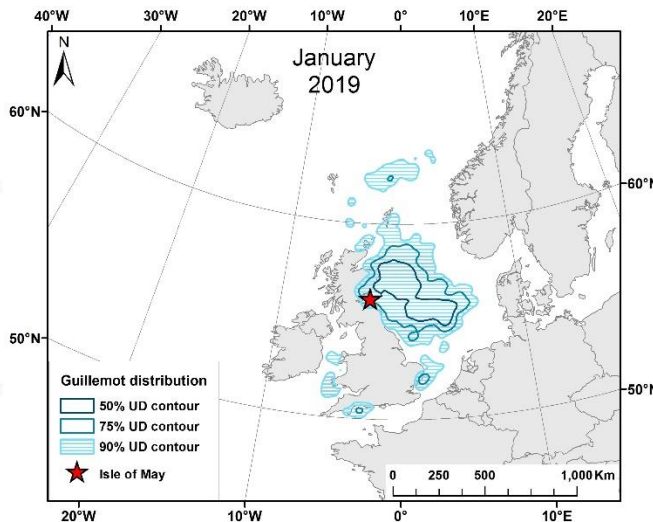 40°W 30°W 20°W 10°W 0° 10°E 20°E
N
January
2019
60°N
60°N
50°N
50°N
Guillemot distribution
50% UD contour
75% UD contour
90% UD contour
Isle of May
0 250 500 1,000 Km
20°W 10°W 0° 10°E